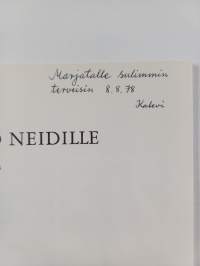 Marjatalle sulimmin
terveisin 8.8.78
Kalevi
NEIDILLE